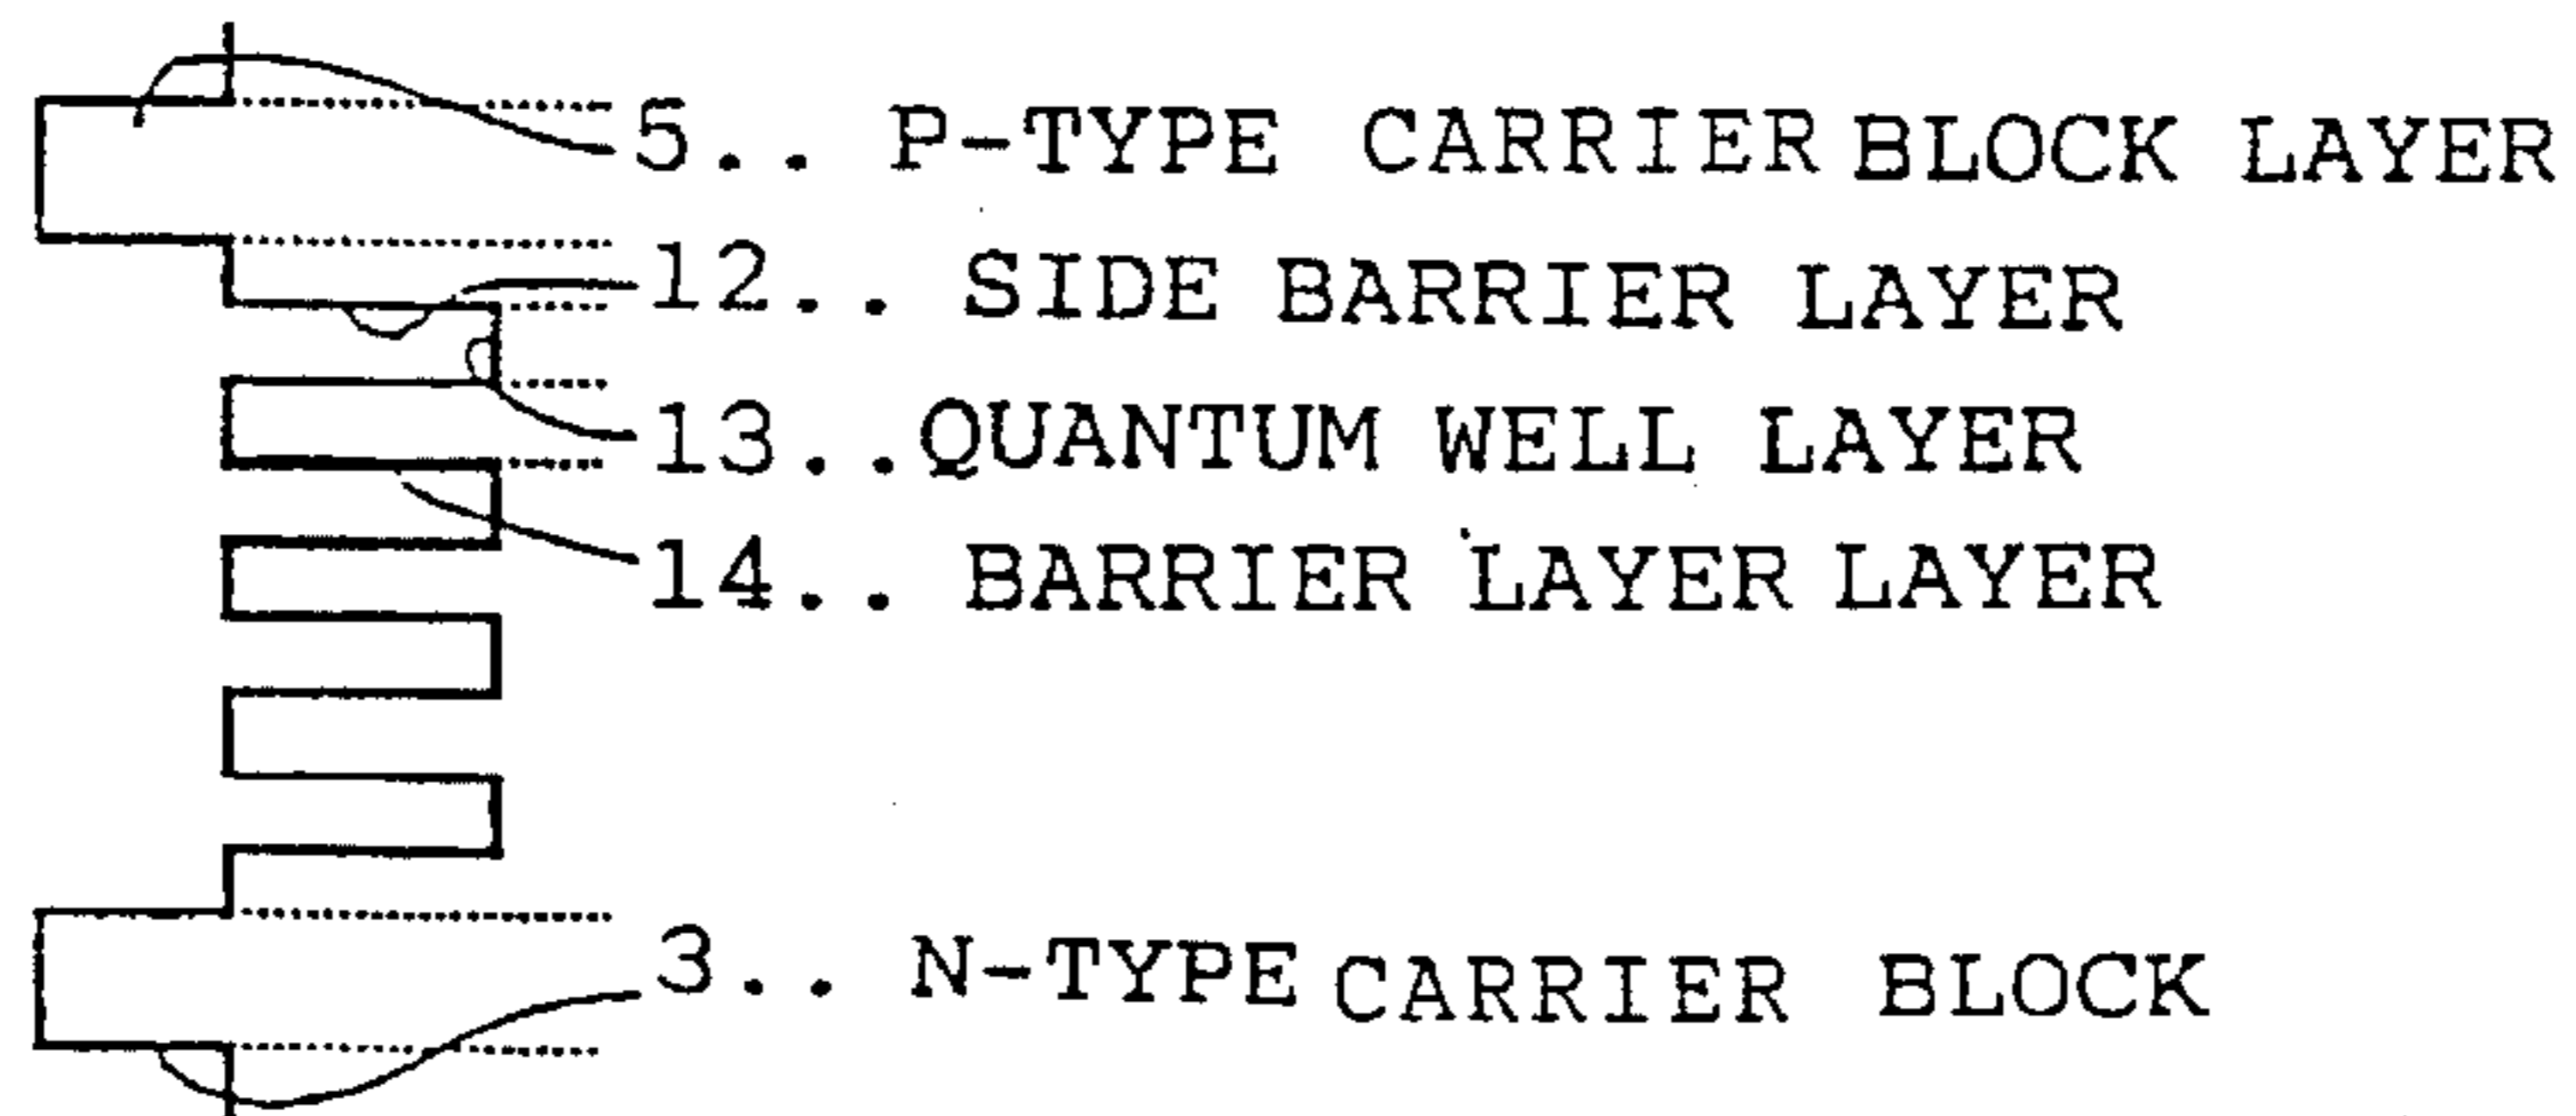 5.. P-TYPE CARRIER BLOCK LAYER
12.. SIDE BARRIER LAYER
13..QUANTUM WELL LAYER
14.. BARRIER LAYER LAYER
3.. N-TYPE CARRIER BLOCK